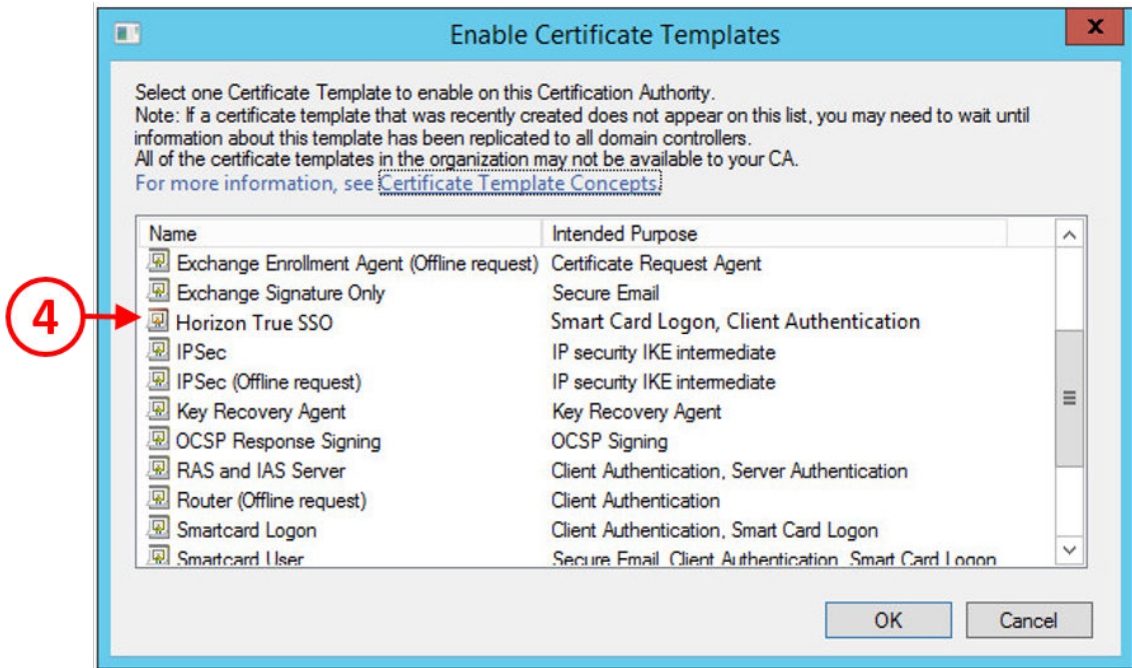 Enable Certificate Templates
x
Select one Certificate Template to enable on this Certification Authority.
Note: If a certificate template that was recently created does not appear on this list, you may need to wait until
information about this template has been replicated to all domain controllers.
All of the certificate templates in the organization may not be available to your CA.
For more information, see Certificate Template Concepts.
Name Intended Purpose
Exchange Enrollment Agent (Offline request) Certificate Request Agent
Exchange Signature Only Secure Email
4 Horizon True SSO Smart Card Logon, Client Authentication
IPSec IP security IKE intermediate
IPSec (Offline request) IP security IKE intermediate
Key Recovery Agent Key Recovery Agent
OCSP Response Signing OCSP Signing
RAS and IAS Server Client Authentication, Server Authentication
Router (Offline request) Client Authentication
Smartcard Logon Client Authentication, Smart Card Logon
Smartcard User Secure Email, Client Authentication, Smart Card Logon
OK Cancel